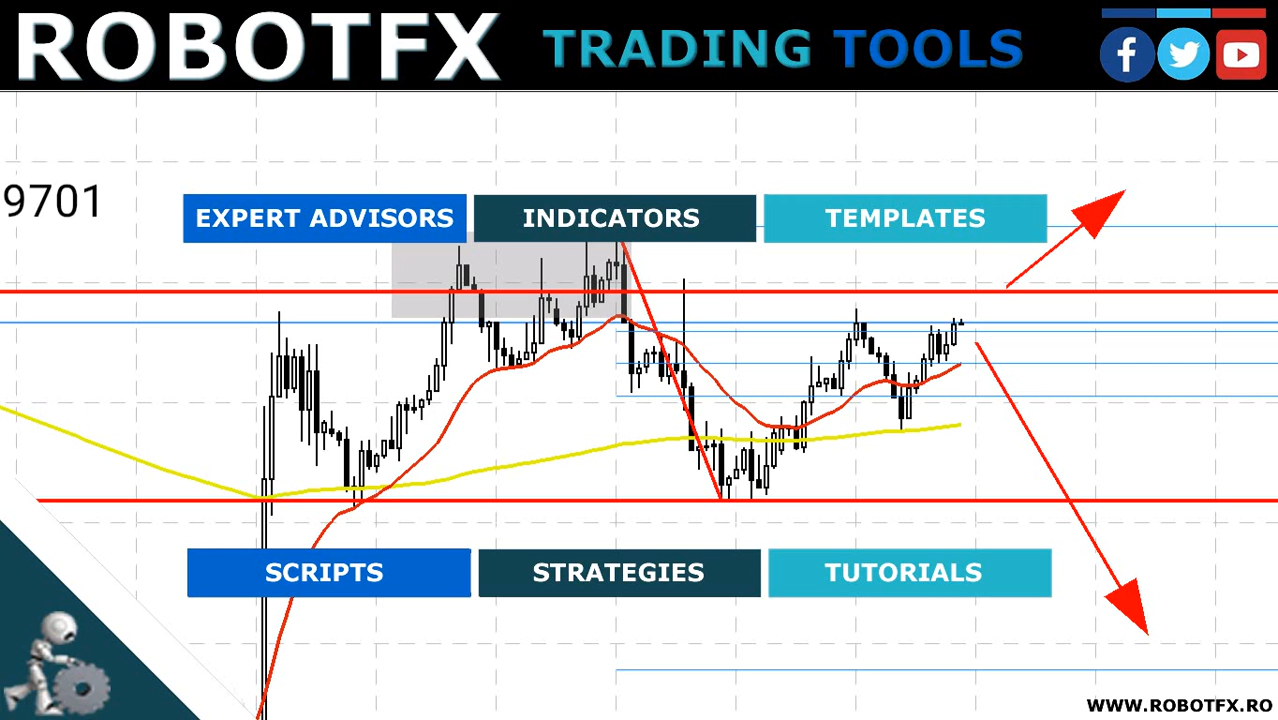 ROBOTFX TRADING TOOLS
9701
EXPERT ADVISORS INDICATORS TEMPLATES
SCRIPTS STRATEGIES TUTORIALS
WWW.ROBOTFX.RO